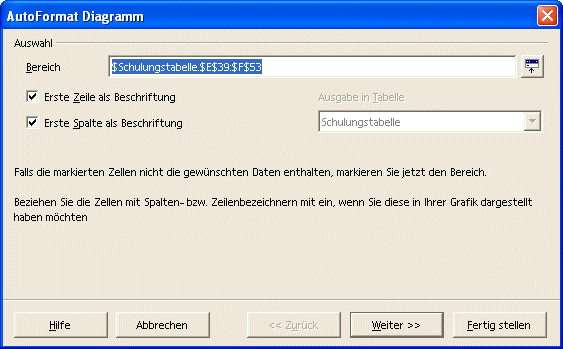 AutoFormat Diagramm
Auswahl
Bereich
$Schulungstabelle.$E$39:$F$53
Erste Zeile als Beschriftung
Ausgabe in Tabelle
Erste Spalte als Beschriftung
Schulungstabelle
Falls die markierten Zellen nicht die gewünschten Daten enthalten, markieren Sie jetzt den Bereich.
Beziehen Sie die Zellen mit Spalten- bzw. Zeilenbezeichnern mit ein, wenn Sie diese in Ihrer Grafik dargestellt
haben möchten
Hilfe
Abbrechen
<< Zurück
Weiter >>
Fertig stellen